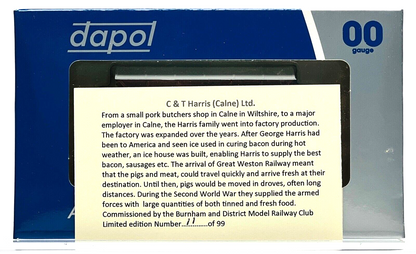 dapol
00
gauge
C & T Harris (Calne) Ltd.
From a small pork butchers shop in Calne in Wiltshire, to a major
employer in Calne, the Harris family went into factory production.
The factory was expanded over the years. After George Harris had
been to America and seen ice used in curing bacon during hot
weather, an ice house was built, enabling Harris to supply the best
bacon, sausages etc. The arrival of Great Weston Railway meant
that the pigs and meat, could travel quickly and arrive fresh at their
destination. Until then, pigs would be moved in droves, often long
distances. During the Second World War they supplied the armed
forces with large quantities of both tinned and fresh food.
Commissioned by the Burnham and District Model Railway Club
Limited edition Number..11......of 99
A